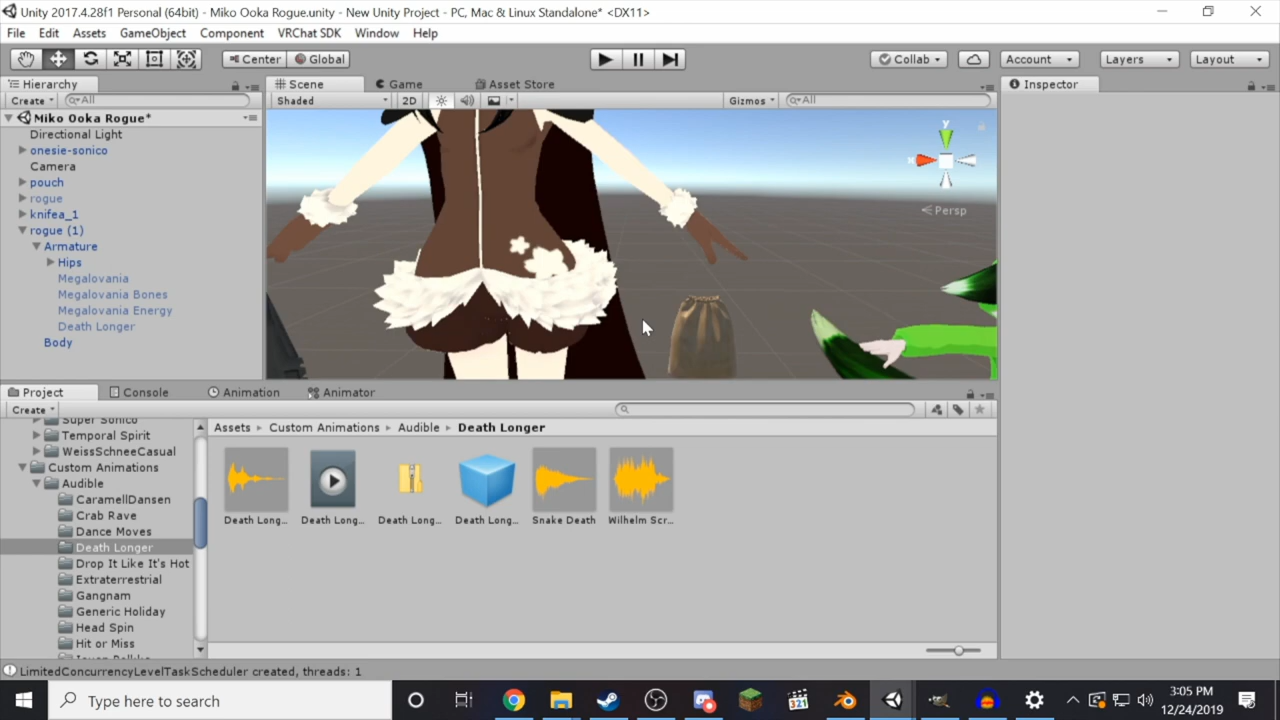 Unity 2017.4.28f1 Personal (64bit) - Miko Ooka Rogue.unity - New Unity Project - PC, Mac & Linux Standalone* <DX11>
File Edit Assets GameObject Component VRChat SDK Window Help
Center Global Collab Account Layers Layout
Hierarchy Scene Game Asset Store Inspector
Create All Shaded 2D Gizmos All
Miko Ooka Rogue*
Directional Light
onesie-sonico
Camera
pouch
rogue
knifea_1
rogue (1)
Armature
Hips
Megalovania
Megalovania Bones
Megalovania Energy
Death Longer
Body
y
x
Persp
Project Console Animation Animator
Create
Super Sonico
Temporal Spirit
WeissSchneeCasual
Custom Animations
Audible
CaramellDansen
Crab Rave
Dance Moves
Death Longer
Drop It Like It's Hot
Extraterrestrial
Gangnam
Generic Holiday
Head Spin
Hit or Miss
Assets Custom Animations Audible Death Longer
Death Long... Death Long... Death Long... Death Long... Snake Death Wilhelm Scr...
LimitedConcurrencyLevelTaskScheduler created, threads: 1
Type here to search
321
3:05 PM
12/24/2019